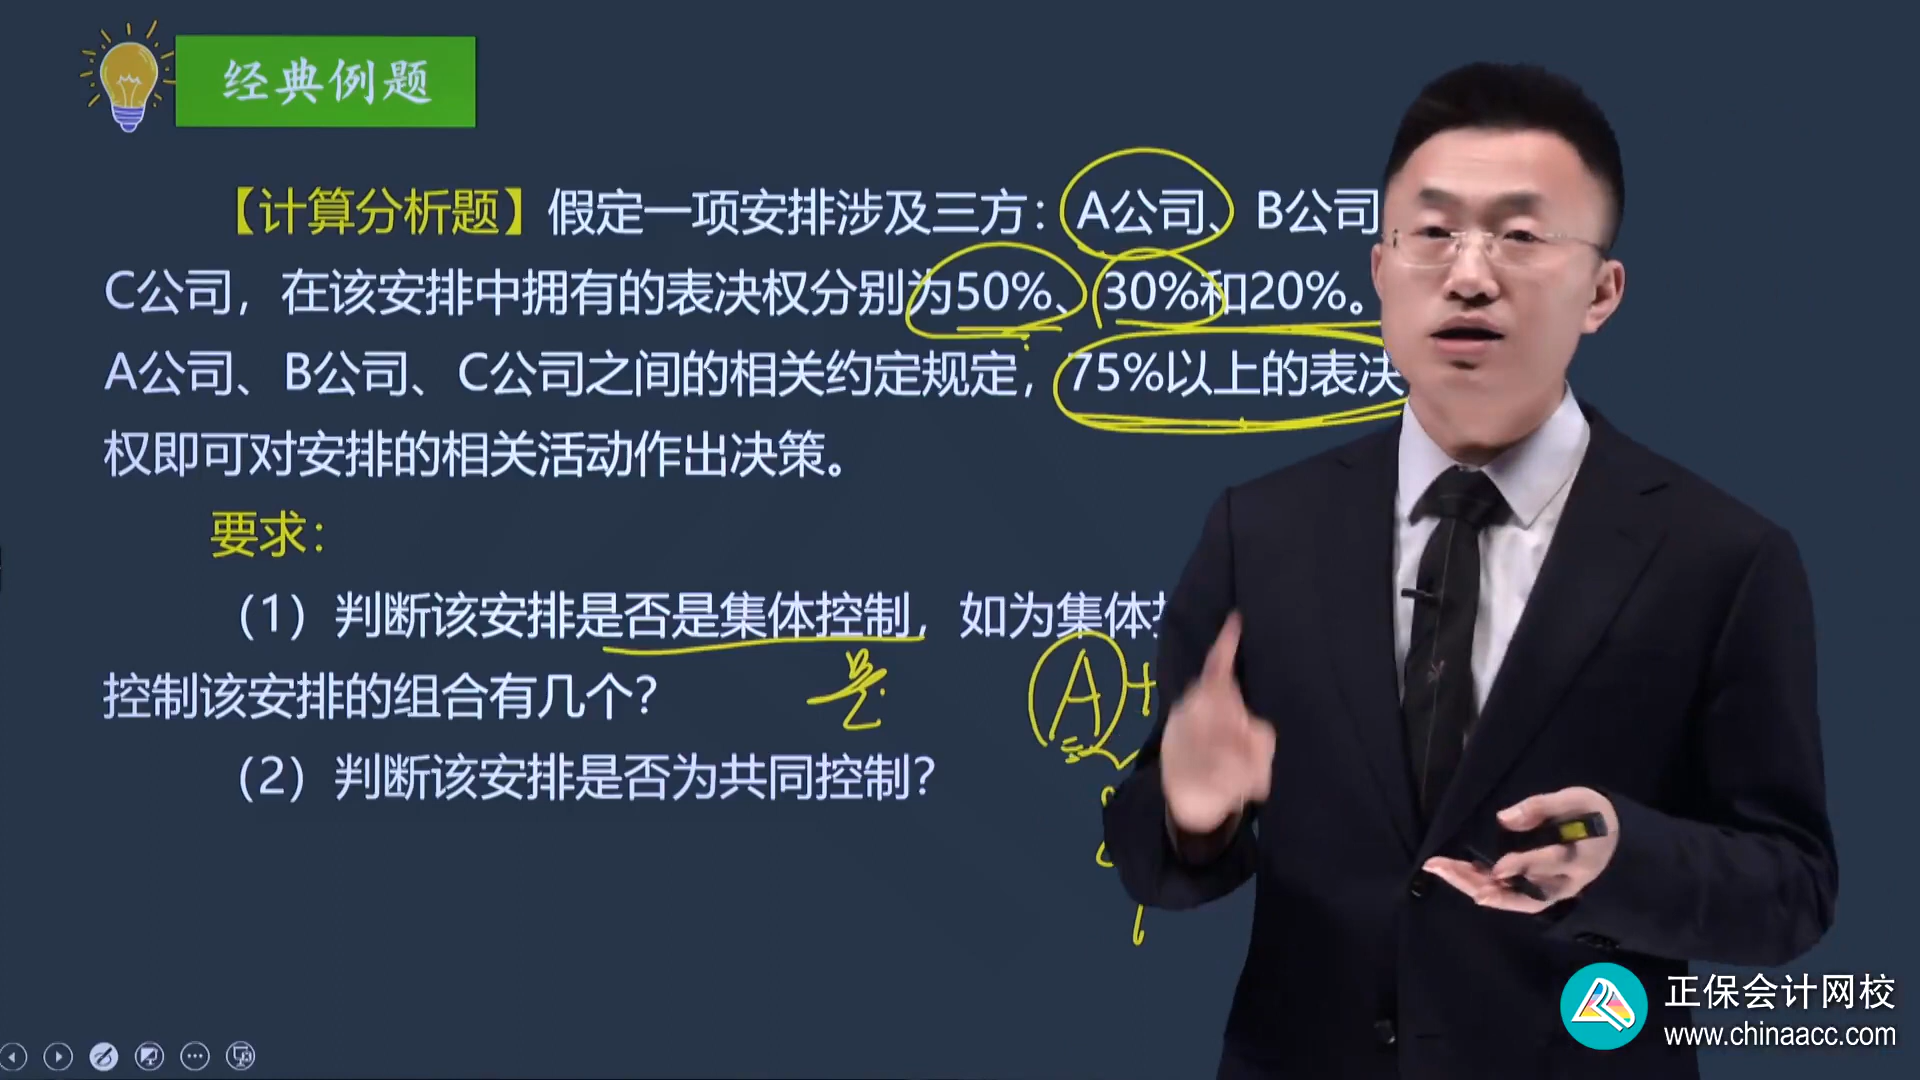 经典例题
【计算分析题】假定一项安排涉及三方：A公司、B公司
C公司，在该安排中拥有的表决权分别为50%、30%和20%。
A公司、B公司、C公司之间的相关约定规定，75%以上的表决
权即可对安排的相关活动作出决策。
要求：
（1）判断该安排是否是集体控制，如为集体
控制该安排的组合有几个？
是
A+
（2）判断该安排是否为共同控制？
正保会计网校
www.chinaacc.com